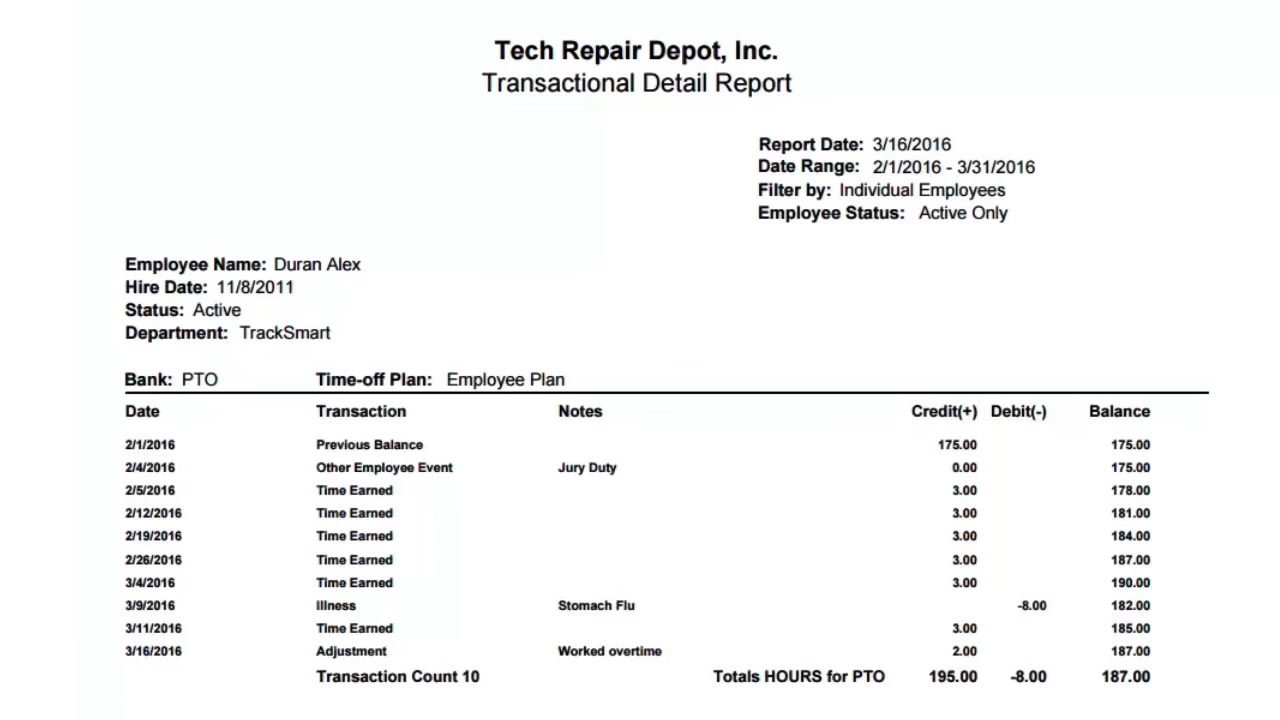 Tech Repair Depot, Inc.
Transactional Detail Report
Report Date: 3/16/2016
Date Range: 2/1/2016 - 3/31/2016
Filter by: Individual Employees
Employee Status: Active Only
Employee Name: Duran Alex
Hire Date: 11/8/2011
Status: Active
Department: TrackSmart
Bank: PTO Time-off Plan: Employee Plan
Date Transaction Notes Credit(+) Debit(-) Balance
2/1/2016 Previous Balance 175.00 175.00
2/4/2016 Other Employee Event Jury Duty 0.00 175.00
2/5/2016 Time Earned 3.00 178.00
2/12/2016 Time Earned 3.00 181.00
2/19/2016 Time Earned 3.00 184.00
2/26/2016 Time Earned 3.00 187.00
3/4/2016 Time Earned 3.00 190.00
3/9/2016 Illness Stomach Flu -8.00 182.00
3/11/2016 Time Earned 3.00 185.00
3/16/2016 Adjustment Worked overtime 2.00 187.00
Transaction Count 10 Totals HOURS for PTO 195.00 -8.00 187.00